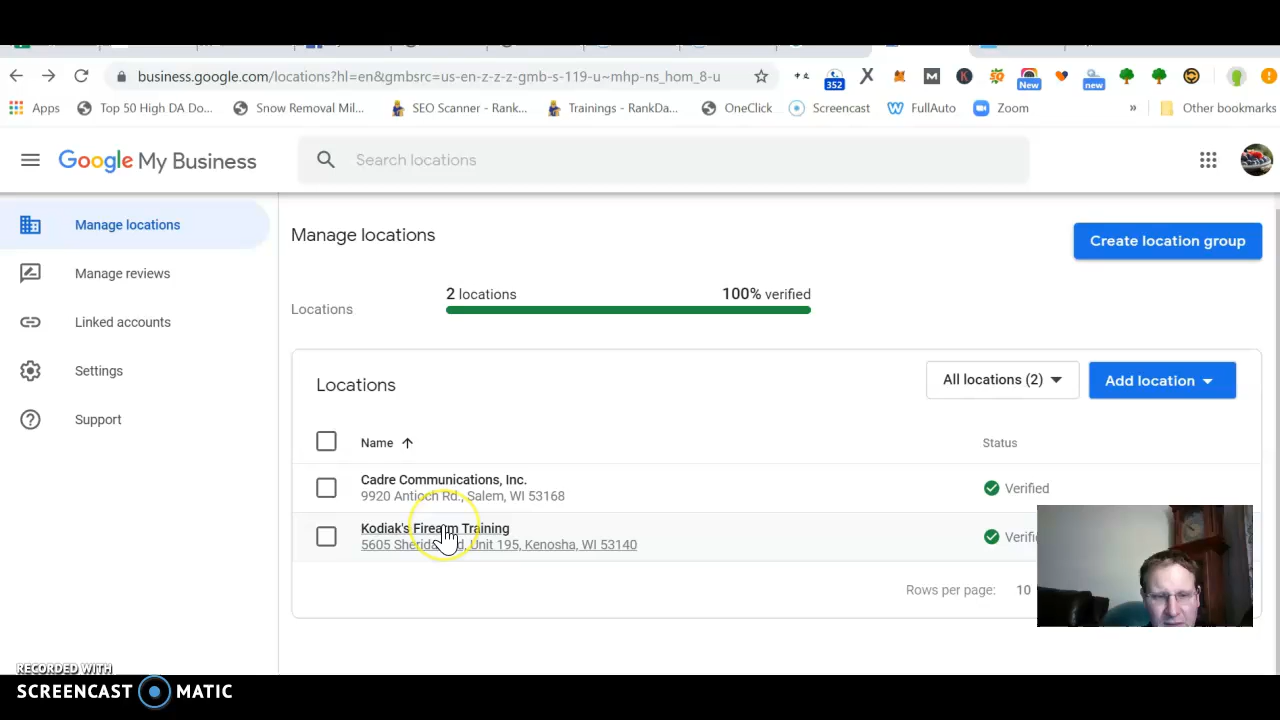 business.google.com/locations?hl=en&gmbsrc=us-en-z-z-z-gmb-s-119-u~mhp-ns_hom_8-u
352
New
new
Apps
Top 50 High DA Do...
Snow Removal Mil...
SEO Scanner - Rank...
Trainings - RankDa...
OneClick
Screencast
FullAuto
Zoom
»
Other bookmarks
Google My Business
Search locations
Manage locations
Manage reviews
Linked accounts
Settings
Support
Manage locations
Create location group
Locations
2 locations
100% verified
Locations
All locations (2)
Add location
Name
Status
Cadre Communications, Inc.
9920 Antioch Rd., Salem, WI 53168
Verified
Kodiak's Firearm Training
5605 Unit 195, Kenosha, WI 53140
Rows per page: 10
RECORDED WITH
SCREENCAST MATIC